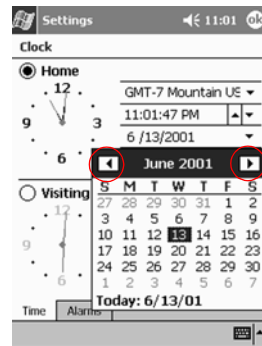 Settings 11:01 ok
Clock
Home
12
3
6
9
GMT-7 Mountain US
11:01:47 PM
6 /13/2001
June 2001
S M T W T F S
27 28 29 30 31 1 2
3 4 5 6 7 8 9
10 11 12 13 14 15 16
17 18 19 20 21 22 23
24 25 26 27 28 29 30
1 2 3 4 5 6 7
Today: 6/13/01
Visiting
12
9
6
Time Alarms